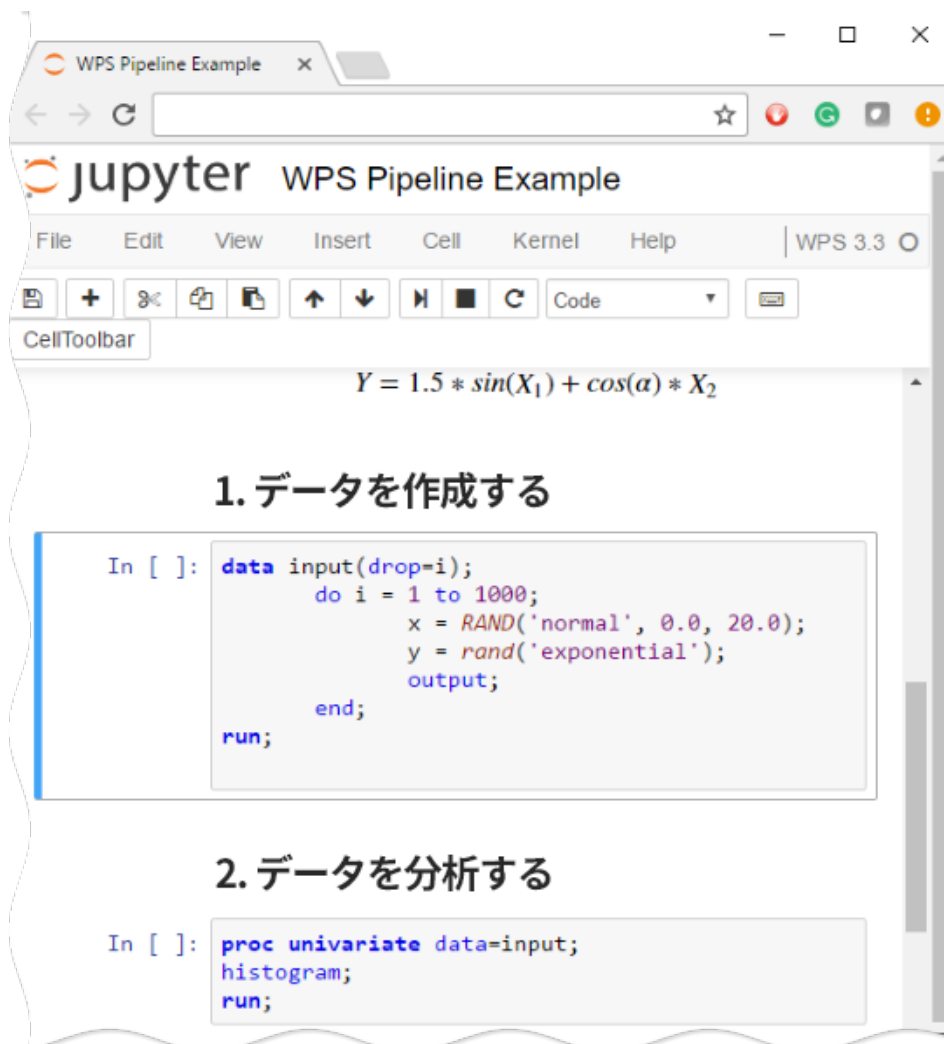 WPS Pipeline Example
jupyter WPS Pipeline Example
File Edit View Insert Cell Kernel Help WPS 3.3
Code
CellToolbar
Y = 1.5 * sin(X₁) + cos(α) * X₂
1. データを作成する
In [ ]: data input(drop=i);
do i = 1 to 1000;
x = RAND('normal', 0.0, 20.0);
y = rand('exponential');
output;
end;
run;
2. データを分析する
In [ ]: proc univariate data=input;
histogram;
run;